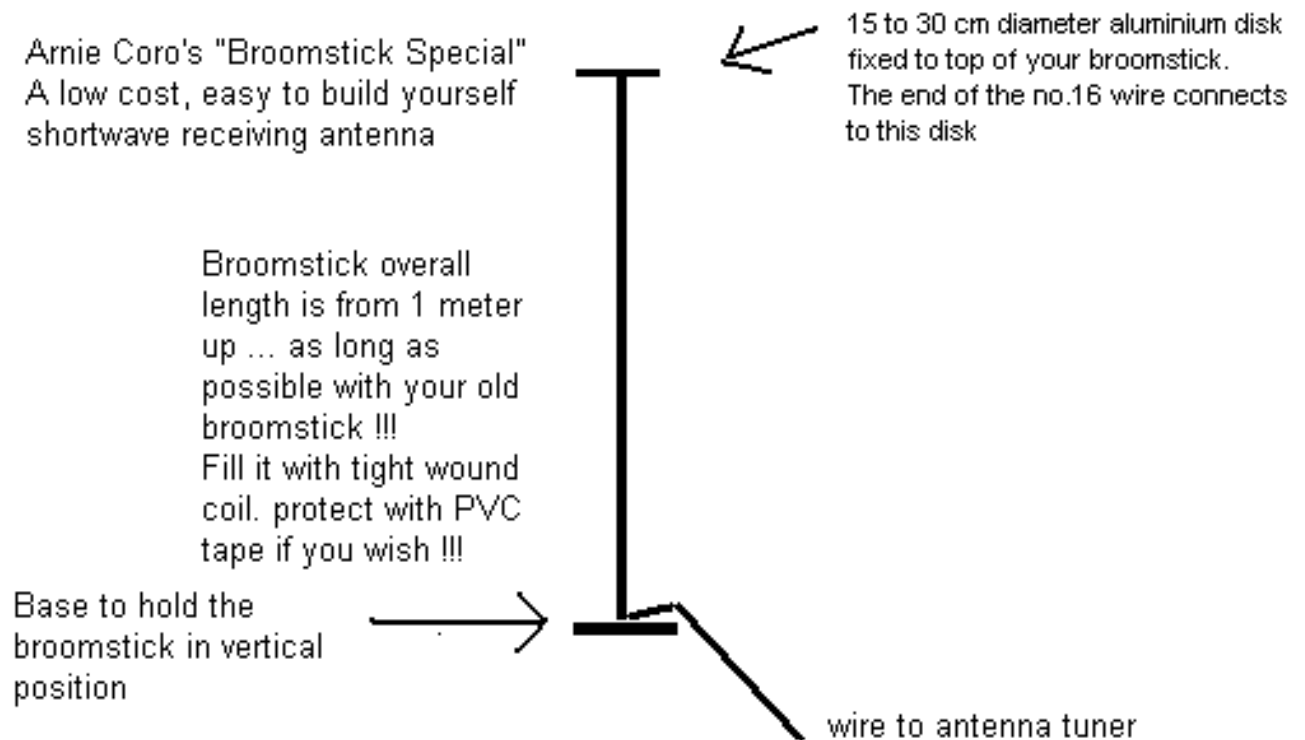 Arnie Coro's "Broomstick Special"
A low cost, easy to build yourself
shortwave receiving antenna
15 to 30 cm diameter aluminium disk
fixed to top of your broomstick.
The end of the no.16 wire connects
to this disk
Broomstick overall
length is from 1 meter
up ... as long as
possible with your old
broomstick !!!
Fill it with tight wound
coil. protect with PVC
tape if you wish !!!
Base to hold the
broomstick in vertical
position
wire to antenna tuner